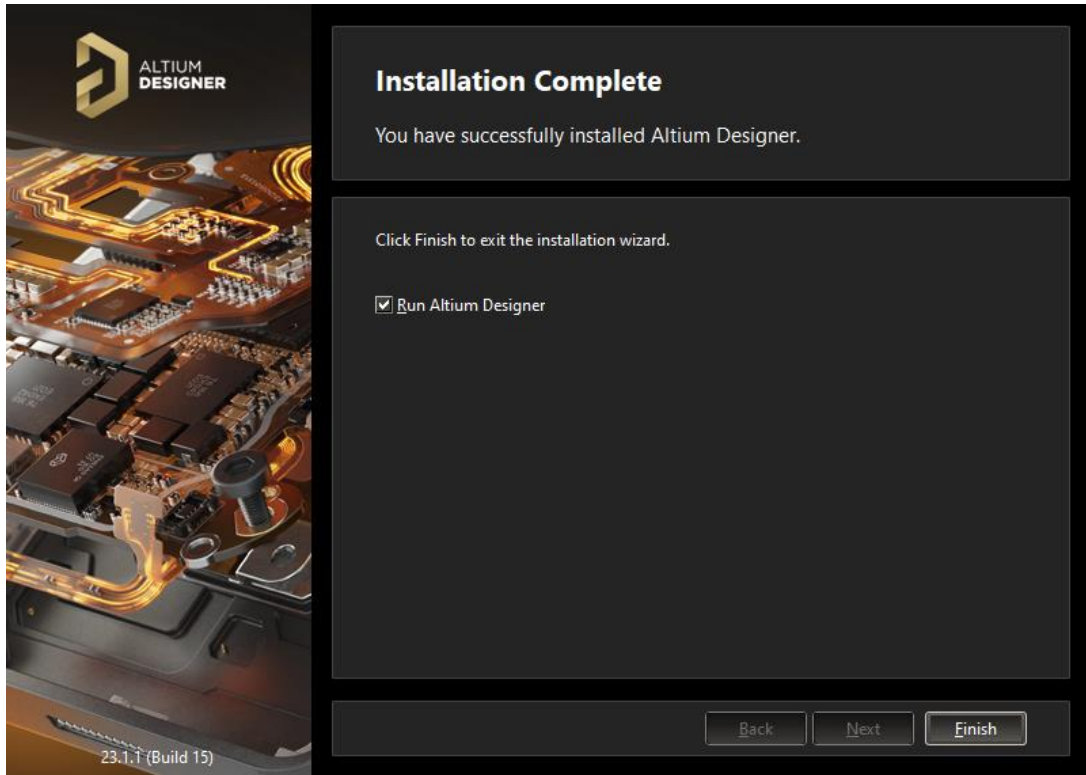 ALTIUM
DESIGNER
Installation Complete
You have successfully installed Altium Designer.
Click Finish to exit the installation wizard.
Run Altium Designer
Back
Next
Finish
23.1.1 (Build 15)